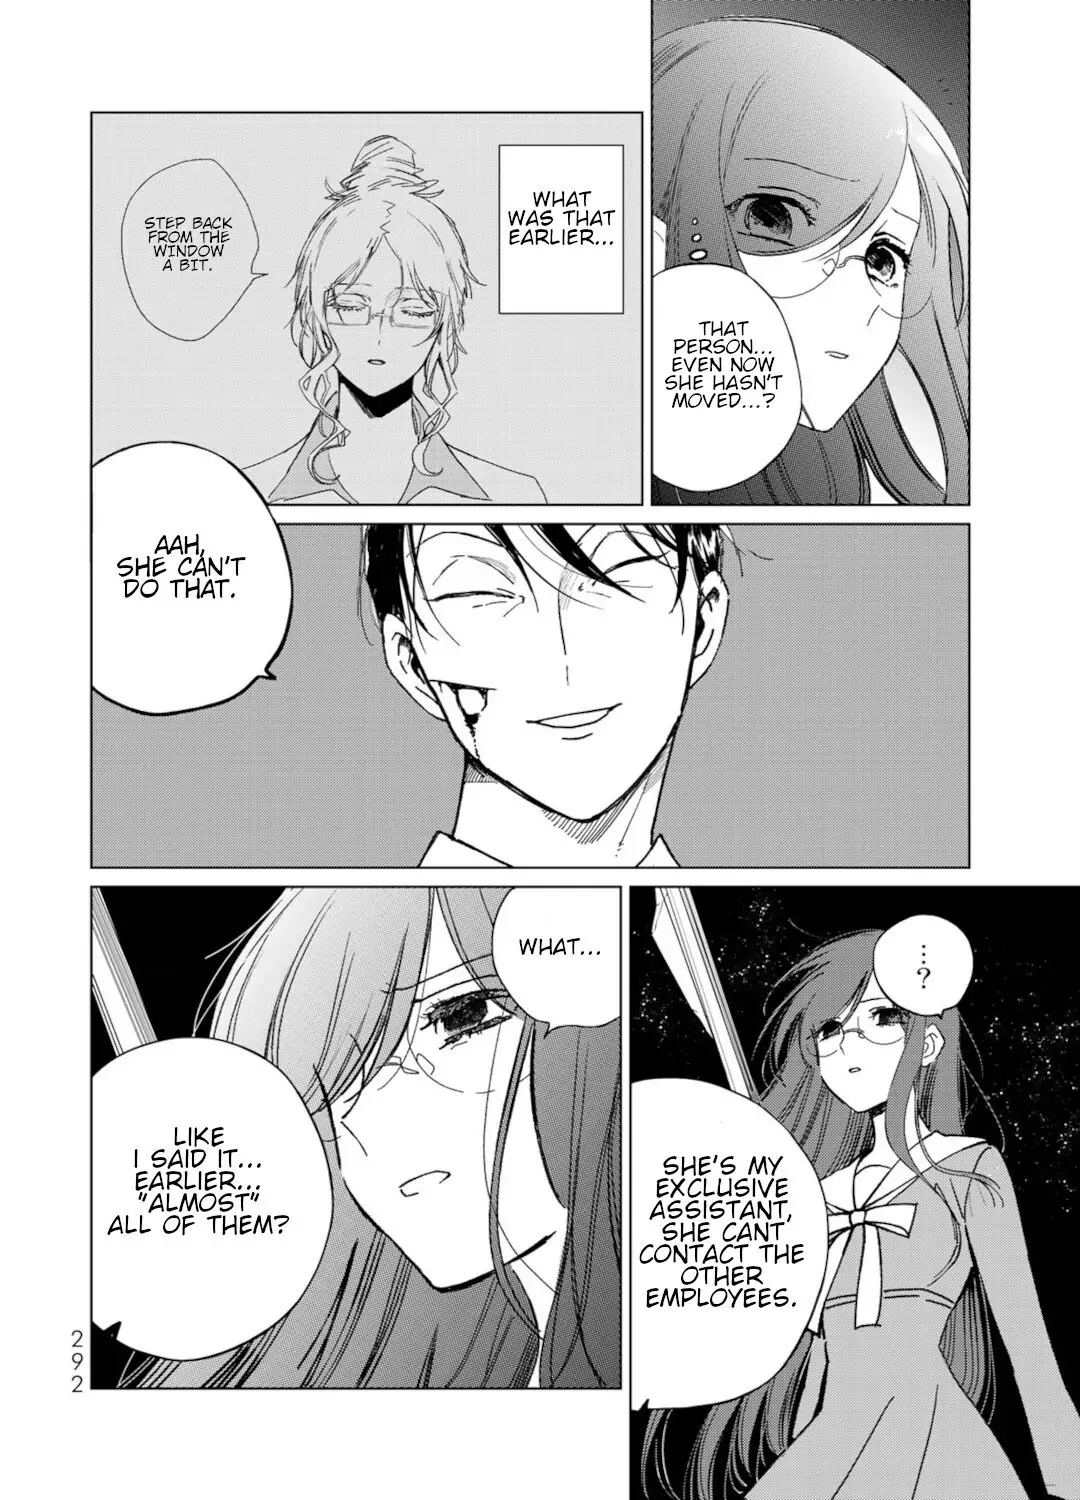 THAT
PERSON...
EVEN NOW
SHE HASN'T
MOVED...?
WHAT
WAS THAT
EARLIER...
STEP BACK
FROM THE
WINDOW
A BIT.
AAH,
SHE CAN'T
DO THAT.
...?
SHE'S MY
EXCLUSIVE
ASSISTANT,
SHE CANT
CONTACT THE
OTHER
EMPLOYEES.
WHAT...
LIKE
I SAID IT...
EARLIER...
"ALMOST"
ALL OF THEM?
292